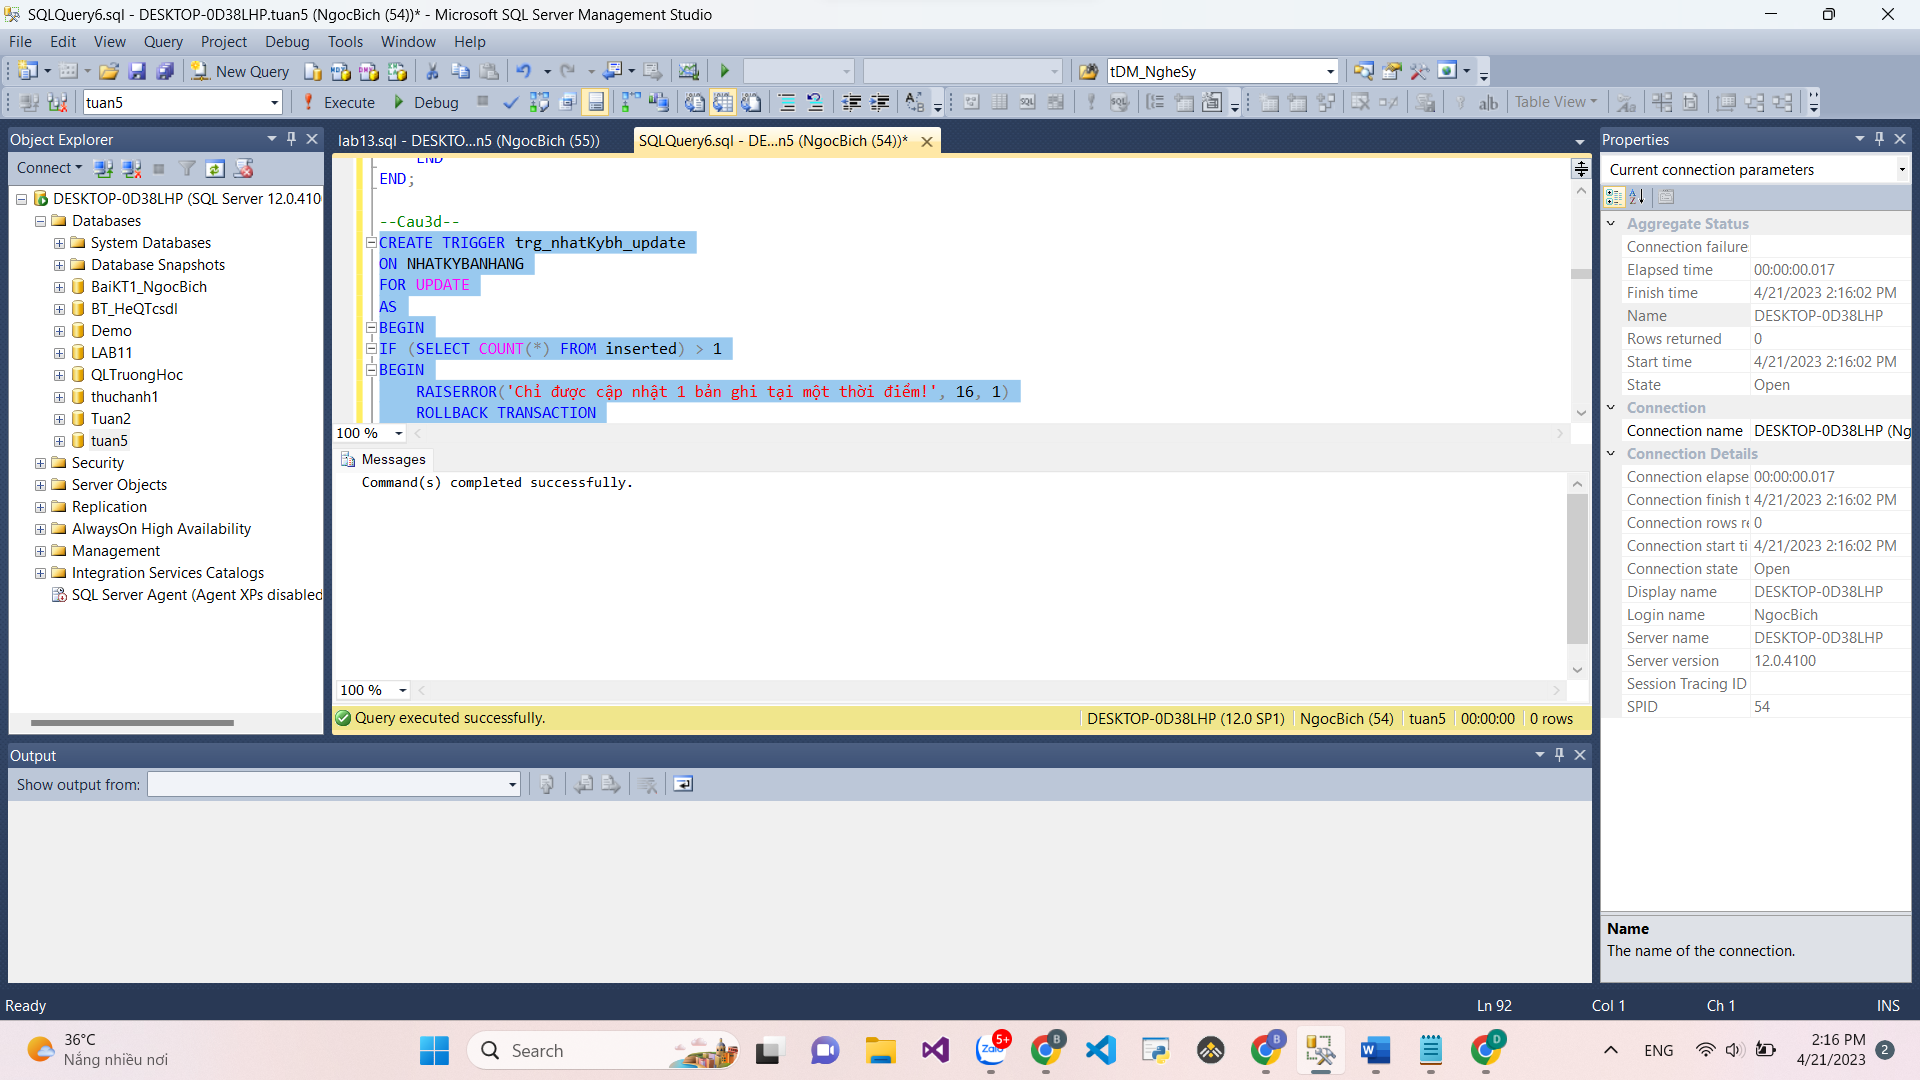 SQLQuery6.sql - DESKTOP-0D38LHP.tuan5 (NgocBich (54))* - Microsoft SQL Server Management Studio
File Edit View Query Project Debug Tools Window Help
New Query
tDM_NgheSy
tuan5
Execute
Debug
Table View
Object Explorer
Connect
DESKTOP-0D38LHP (SQL Server 12.0.410
Databases
System Databases
Database Snapshots
BaiKT1_NgocBich
BT_HeQTcsdl
Demo
LAB11
QLTruongHoc
thuchanh1
Tuan2
tuan5
Security
Server Objects
Replication
AlwaysOn High Availability
Management
Integration Services Catalogs
SQL Server Agent (Agent XPs disabled
lab13.sql - DESKTO...n5 (NgocBich (55))
SQLQuery6.sql - DE...n5 (NgocBich (54))*
END
END;
--Cau3d--
CREATE TRIGGER trg_nhatKybh_update
ON NHATKYBANHANG
FOR UPDATE
AS
BEGIN
IF (SELECT COUNT(*) FROM inserted) > 1
BEGIN
RAISERROR('Chỉ được cập nhật 1 bản ghi tại một thời điểm!', 16, 1)
ROLLBACK TRANSACTION
100 %
Messages
Command(s) completed successfully.
100 %
Query executed successfully.
DESKTOP-0D38LHP (12.0 SP1) NgocBich (54) tuan5 00:00:00 0 rows
Output
Show output from:
Properties
Current connection parameters
Aggregate Status
Connection failure
Elapsed time 00:00:00.017
Finish time 4/21/2023 2:16:02 PM
Name DESKTOP-0D38LHP
Rows returned 0
Start time 4/21/2023 2:16:02 PM
State Open
Connection
Connection name DESKTOP-0D38LHP (Ng
Connection Details
Connection elapse 00:00:00.017
Connection finish t 4/21/2023 2:16:02 PM
Connection rows re 0
Connection start ti 4/21/2023 2:16:02 PM
Connection state Open
Display name DESKTOP-0D38LHP
Login name NgocBich
Server name DESKTOP-0D38LHP
Server version 12.0.4100
Session Tracing ID
SPID 54
Name
The name of the connection.
Ready
Ln 92 Col 1 Ch 1 INS
36°C
Nắng nhiều nơi
Search
Zalo
5+
B
B
D
ENG
2:16 PM
4/21/2023
2